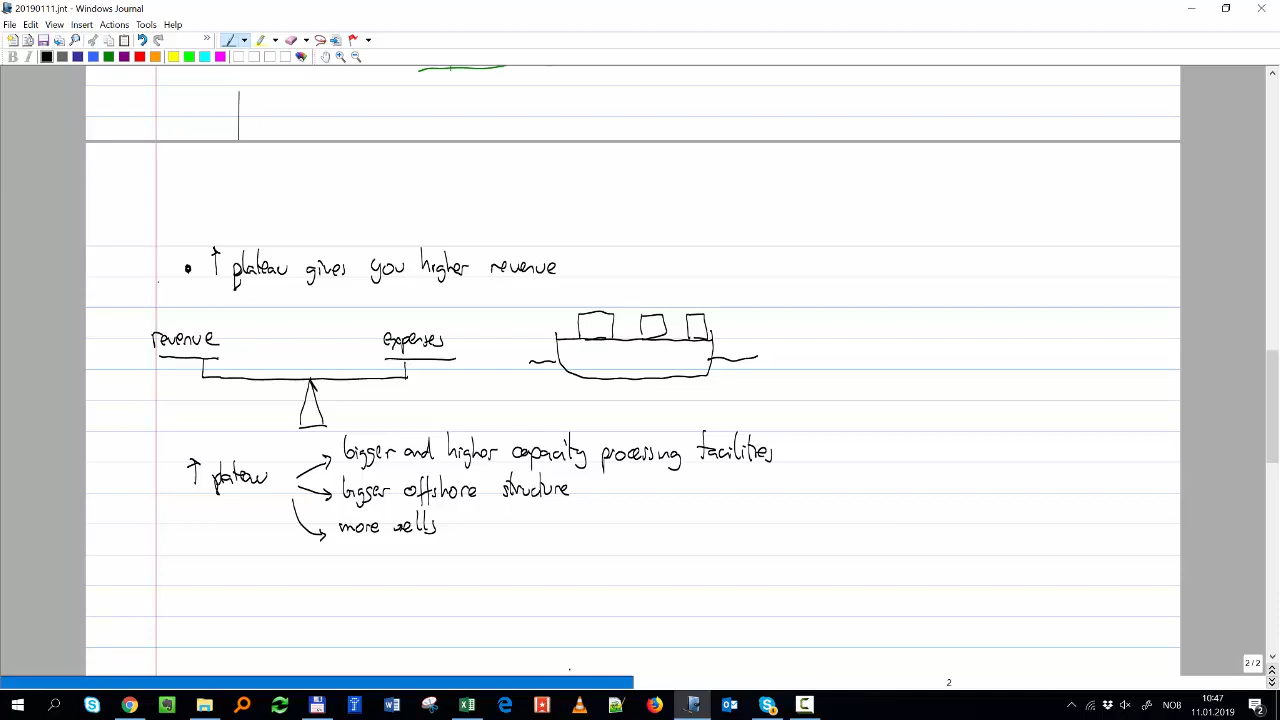 20190111.jnt - Windows Journal
File Edit View Insert Actions Tools Help
B I
• ↑ plateau gives you higher revenue
revenue expenses
↑ plateau → bigger and higher capacity processing facilities
→ bigger offshore structure
→ more wells
2/2
2
NOB
10:47
11.01.2019
2